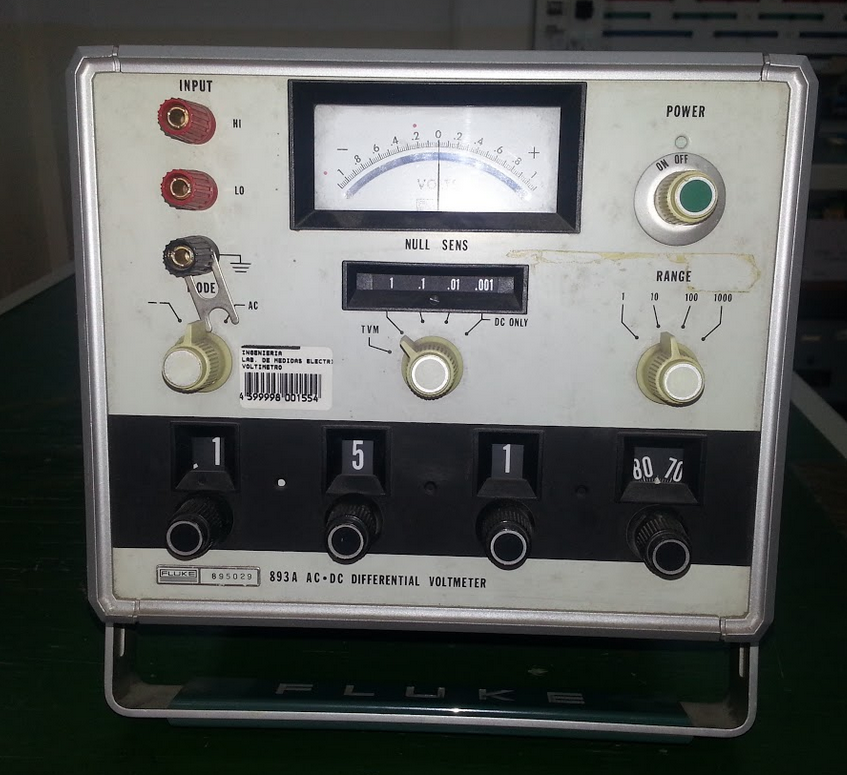 INPUT
HI
LO
ODE
AC
− 1 .8 .6 .4 .2 0 .2 .4 .6 .8 1 +
POWER
ON OFF
NULL SENS
1 .1 .01 .001
TVM
DC ONLY
RANGE
1 10 100 1000
INGENIERIA
LAB. DE MEDIDAS ELECTRI
VOLTIMETRO
4 599998 001554
.1 5 1 80 70
FLUKE 895029 893A AC•DC DIFFERENTIAL VOLTMETER
FLUKE